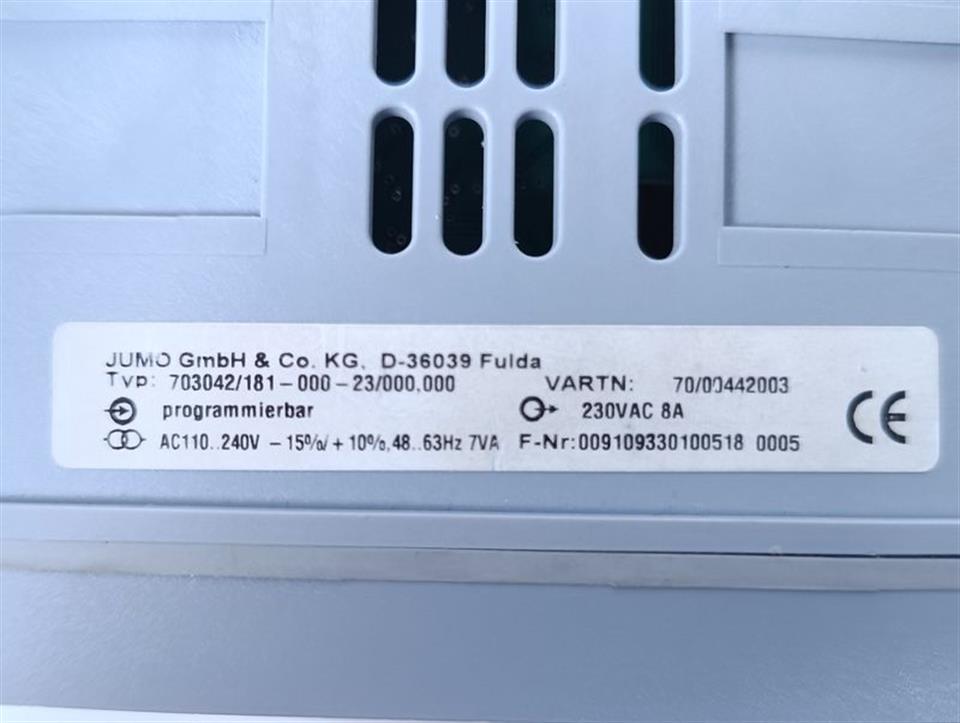 JUMO GmbH & Co. KG, D-36039 Fulda
Typ: 703042/181-000-23/000,000 VARTN: 70/00442003
programmierbar 230VAC 8A
AC110..240V -15%/+10%, 48..63Hz 7VA F-Nr:009109330100518 0005
CE